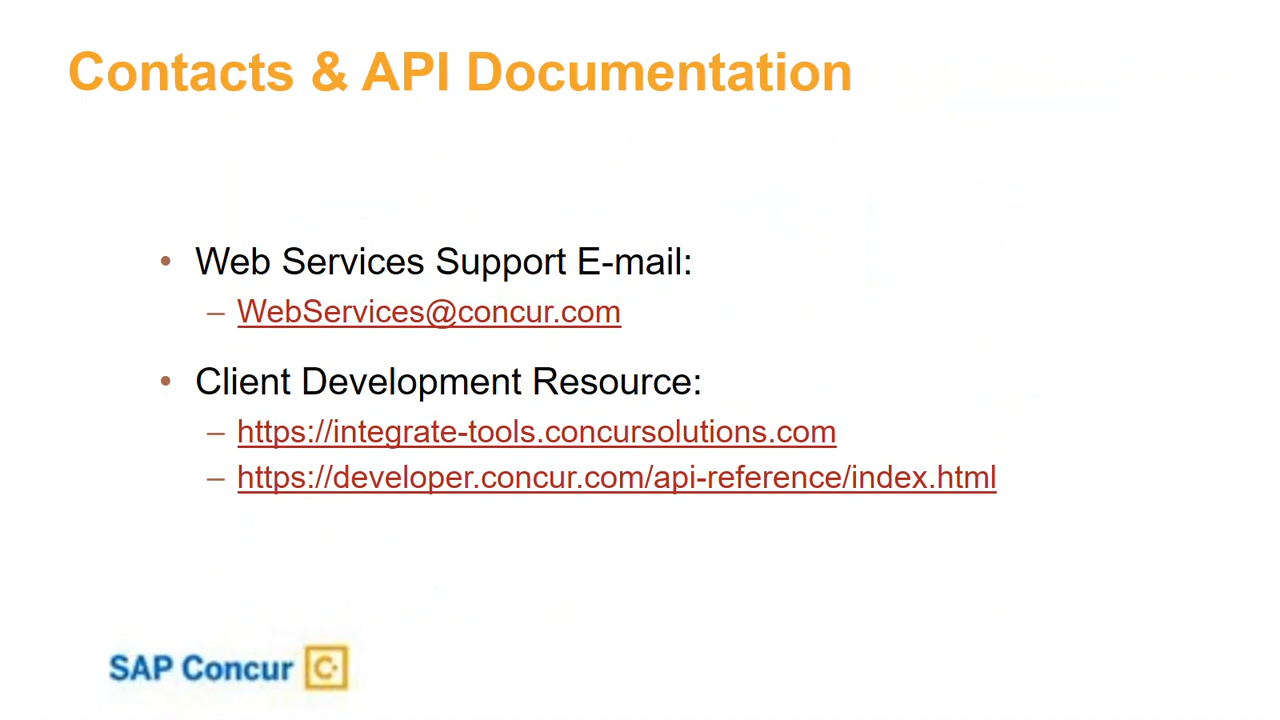 Contacts & API Documentation
• Web Services Support E-mail:
– WebServices@concur.com
• Client Development Resource:
– https://integrate-tools.concursolutions.com
– https://developer.concur.com/api-reference/index.html
SAP Concur C.